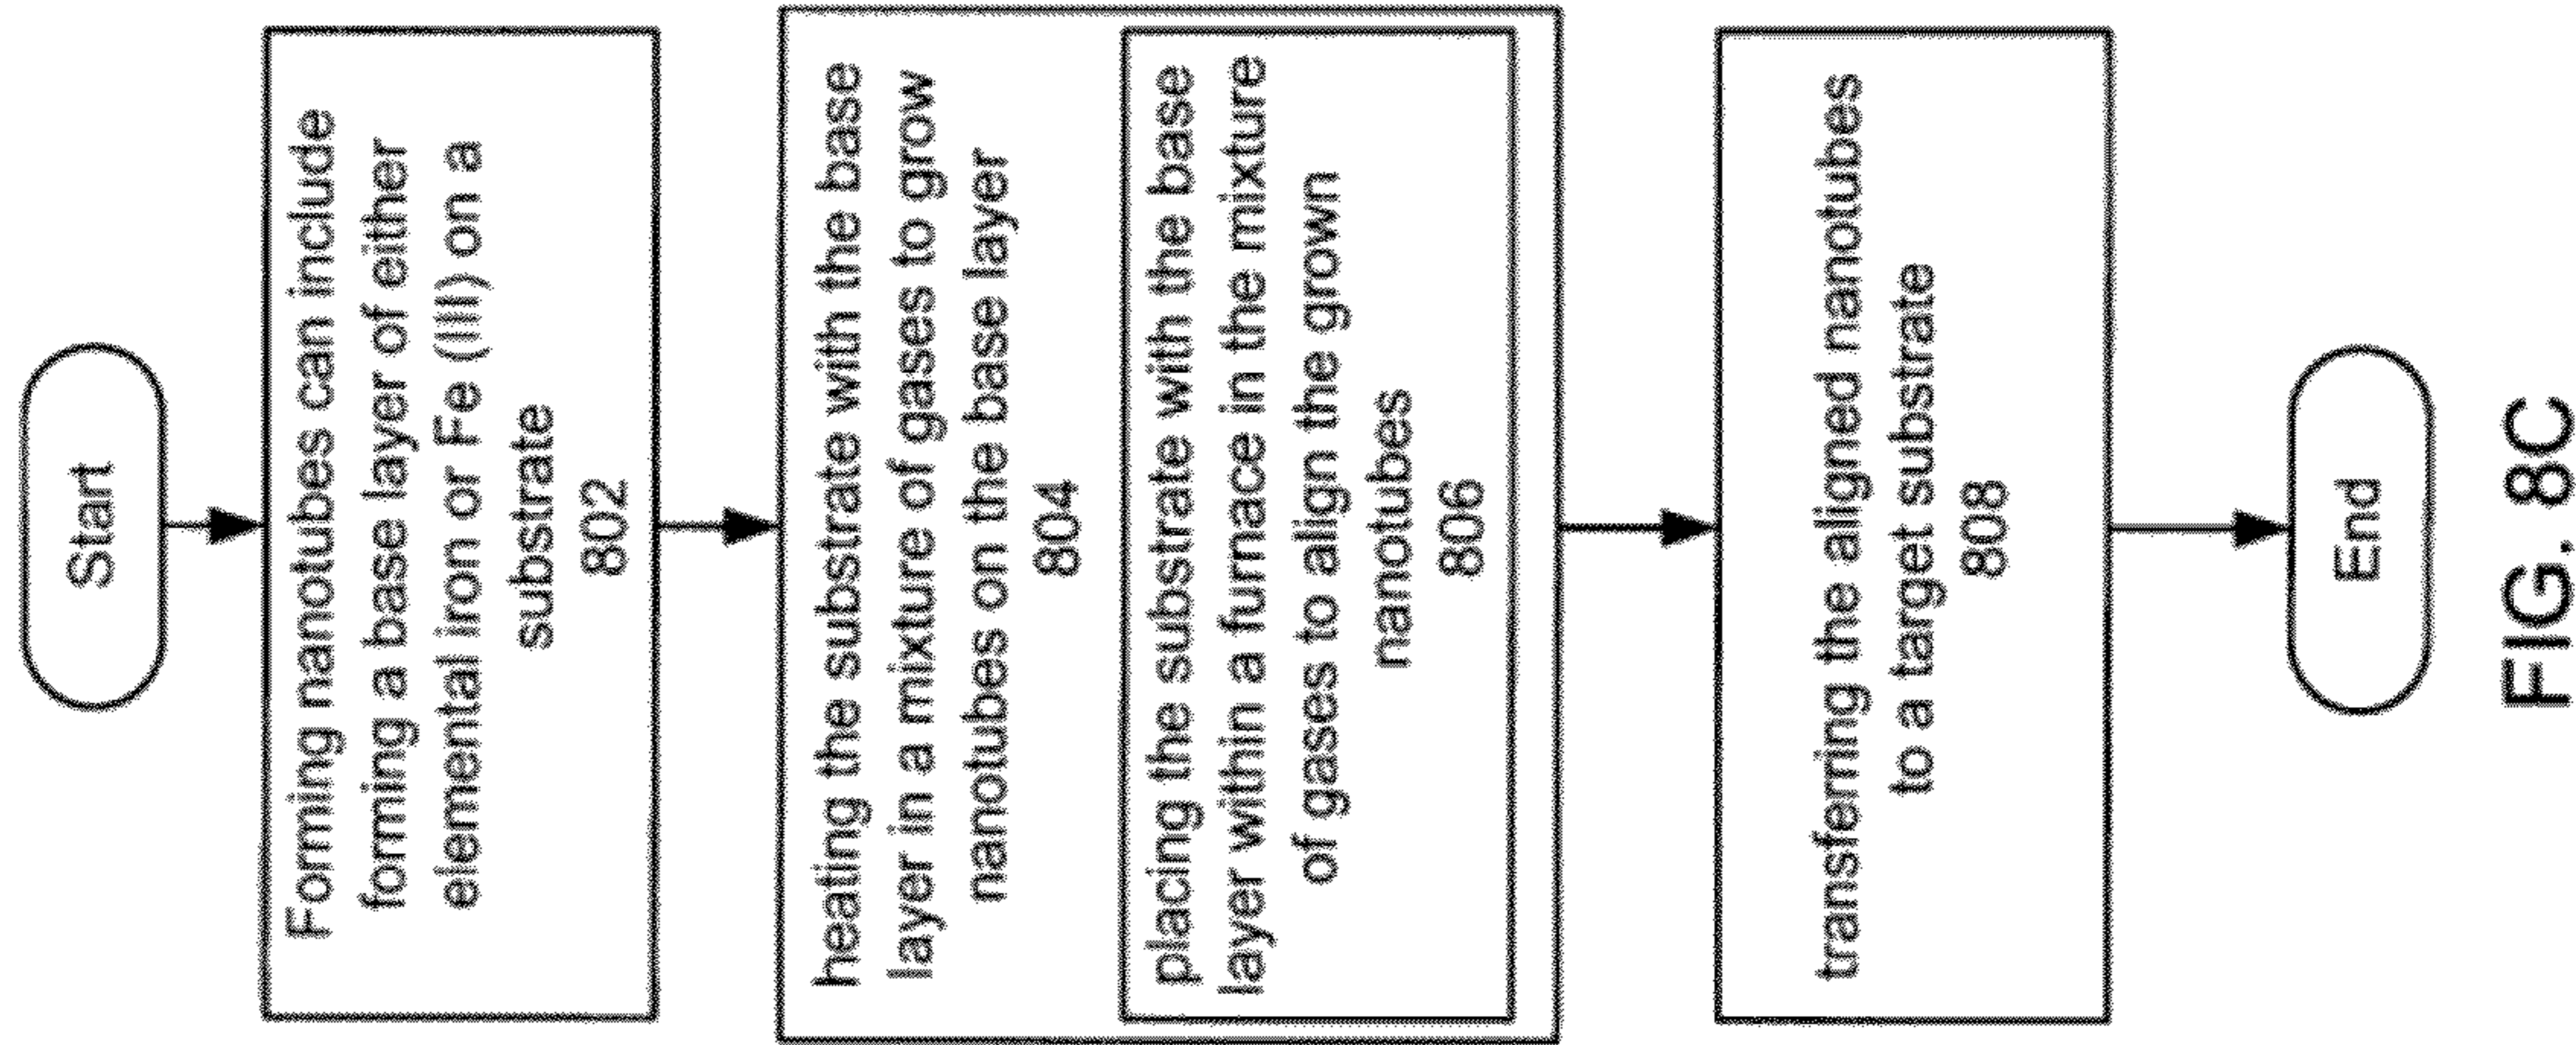 Start
Forming nanotubes can include
forming a base layer of either
elemental iron or Fe (III) on a
substrate
802
heating the substrate with the base
layer in a mixture of gases to grow
nanotubes on the base layer
804
placing the substrate with the base
layer within a furnace in the mixture
of gases to align the grown
nanotubes
806
transferring the aligned nanotubes
to a target substrate
808
End
FIG. 8C